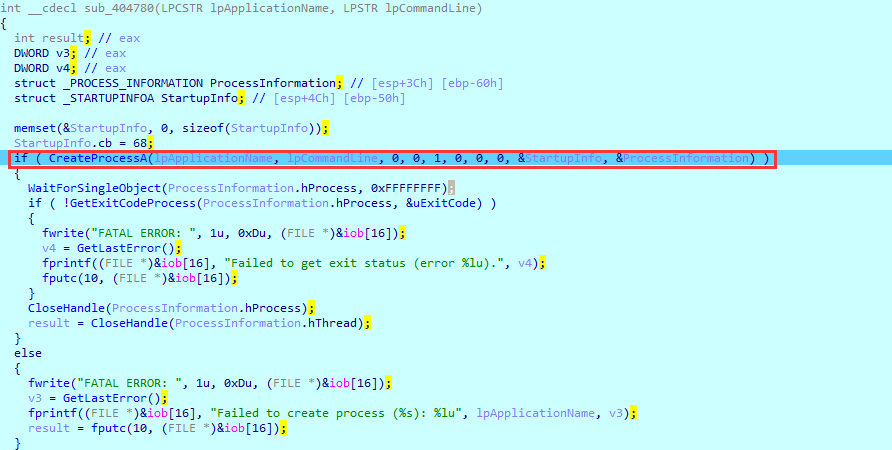 int __cdecl sub_404780(LPCSTR lpApplicationName, LPSTR lpCommandLine)
{
int result; // eax
DWORD v3; // eax
DWORD v4; // eax
struct _PROCESS_INFORMATION ProcessInformation; // [esp+3Ch] [ebp-60h]
struct _STARTUPINFOA StartupInfo; // [esp+4Ch] [ebp-50h]
memset(&StartupInfo, 0, sizeof(StartupInfo));
StartupInfo.cb = 68;
if ( CreateProcessA(lpApplicationName, lpCommandLine, 0, 0, 1, 0, 0, 0, &StartupInfo, &ProcessInformation) )
{
WaitForSingleObject(ProcessInformation.hProcess, 0xFFFFFFFF);
if ( !GetExitCodeProcess(ProcessInformation.hProcess, &uExitCode) )
{
fwrite("FATAL ERROR: ", 1u, 0xDu, (FILE *)&iob[16]);
v4 = GetLastError();
fprintf((FILE *)&iob[16], "Failed to get exit status (error %lu).", v4);
fputc(10, (FILE *)&iob[16]);
}
CloseHandle(ProcessInformation.hProcess);
result = CloseHandle(ProcessInformation.hThread);
}
else
{
fwrite("FATAL ERROR: ", 1u, 0xDu, (FILE *)&iob[16]);
v3 = GetLastError();
fprintf((FILE *)&iob[16], "Failed to create process (%s): %lu", lpApplicationName, v3);
result = fputc(10, (FILE *)&iob[16]);
}